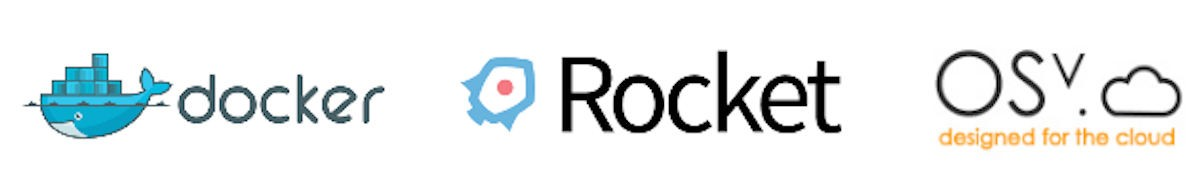 docker
Rocket
OSv.
designed for the cloud